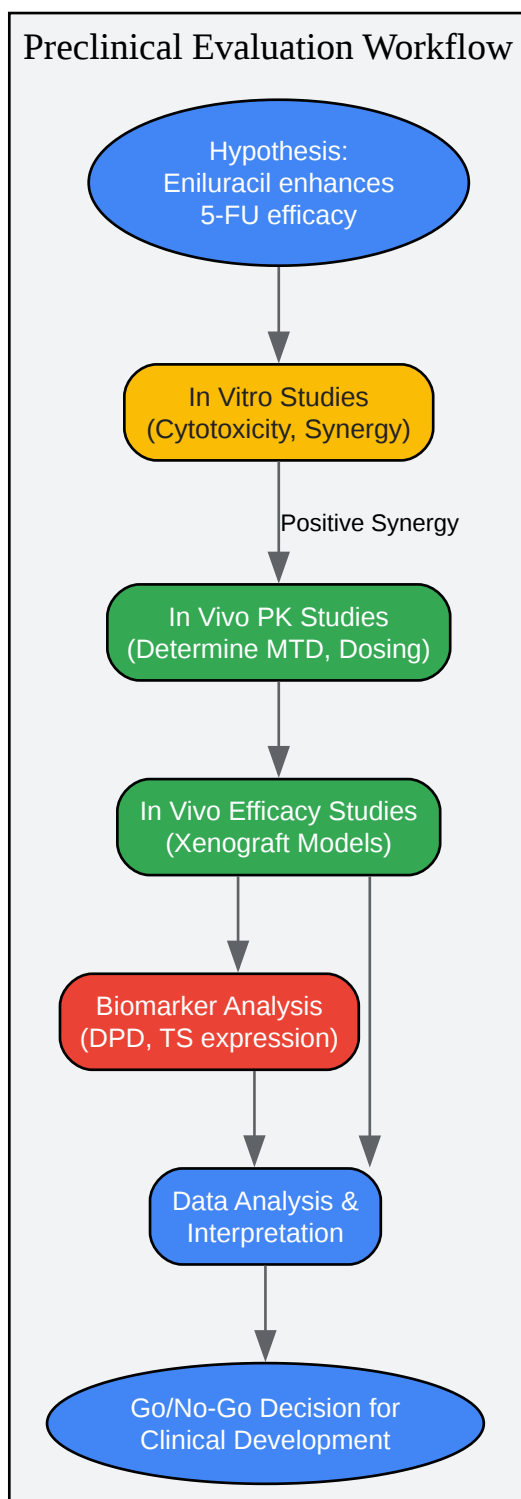 Preclinical Evaluation Workflow
Hypothesis:
Eniluracil enhances
5-FU efficacy
In Vitro Studies
(Cytotoxicity, Synergy)
Positive Synergy
In Vivo PK Studies
(Determine MTD, Dosing)
In Vivo Efficacy Studies
(Xenograft Models)
Biomarker Analysis
(DPD, TS expression)
Data Analysis &
Interpretation
Go/No-Go Decision for
Clinical Development